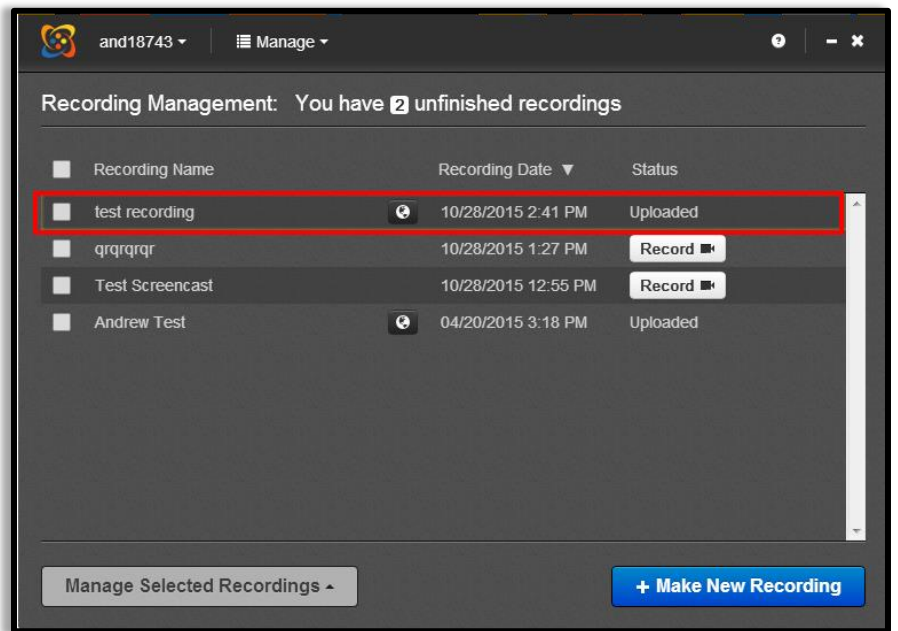 and18743 Manage
Recording Management: You have 2 unfinished recordings
Recording Name Recording Date ▼ Status
test recording 10/28/2015 2:41 PM Uploaded
qrqrqrqr 10/28/2015 1:27 PM Record
Test Screencast 10/28/2015 12:55 PM Record
Andrew Test 04/20/2015 3:18 PM Uploaded
Manage Selected Recordings + Make New Recording